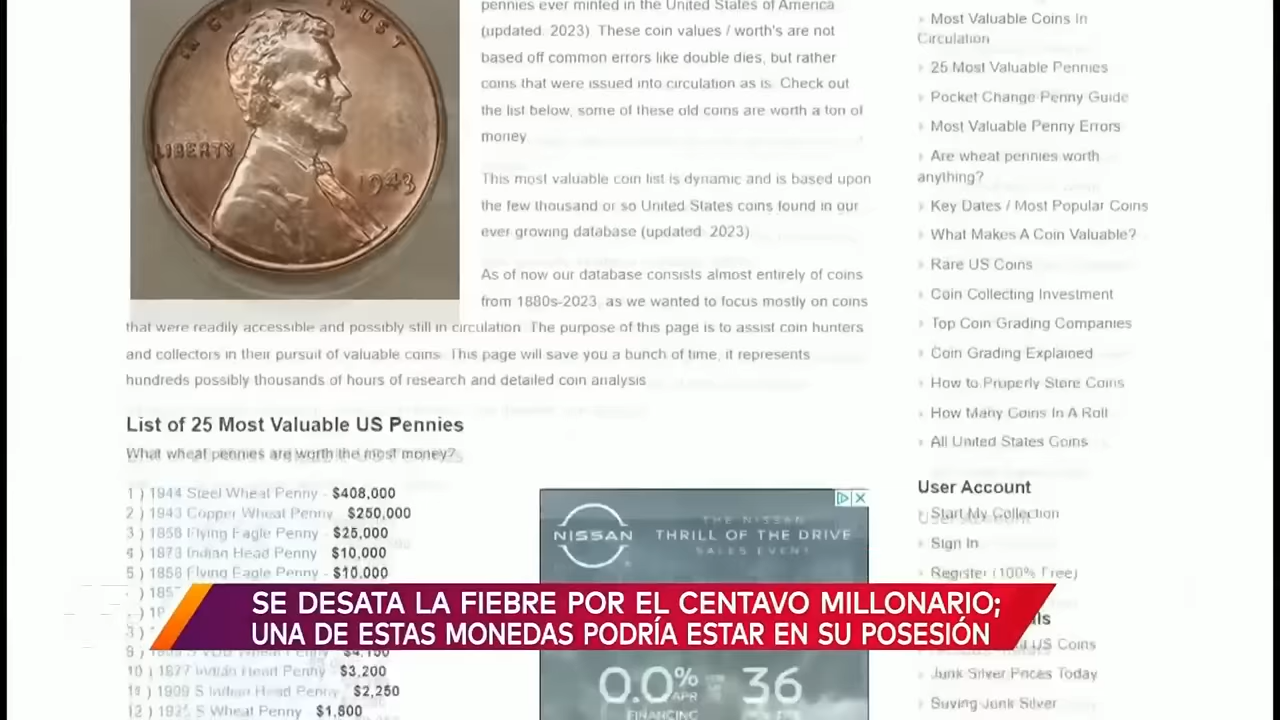 IN GOD
TRUST
LIBERTY
1943
pennies ever minted in the United States of America
(updated. 2023). These coin values / worth's are not
based off common errors like double dies, but rather
coins that were issued into circulation as is. Check out
the list below, some of these old coins are worth a ton of
money.
This most valuable coin list is dynamic and is based upon
the few thousand or so United States coins found in our
ever growing database (updated. 2023).
As of now our database consists almost entirely of coins
from 1880s-2023, as we wanted to focus mostly on coins
that were readily accessible and possibly still in circulation. The purpose of this page is to assist coin hunters
and collectors in their pursuit of valuable coins. This page will save you a bunch of time, it represents
hundreds possibly thousands of hours of research and detailed coin analysis.
List of 25 Most Valuable US Pennies
What wheat pennies are worth the most money?
1 ) 1944 Steel Wheat Penny - $408,000
2 ) 1943 Copper Wheat Penny $250,000
3 ) 1856 Flying Eagle Penny - $25,000
4 ) 1873 Indian Head Penny $10,000
5 ) 1858 Flying Eagle Penny - $10,000
10 ) 1877 Indian Head Penny $3,200
11 ) 1909 S Indian Head Penny $2,250
12 ) S Wheat Penny $1,800
NISSAN
THE NISSAN
THRILL OF THE DRIVE
SALES EVENT
0.0% APR
FINANCING
36
Most Valuable Coins In
Circulation
25 Most Valuable Pennies
Pocket Change Penny Guide
Most Valuable Penny Errors
Are wheat pennies worth
anything?
Key Dates / Most Popular Coins
What Makes A Coin Valuable?
Rare US Coins
Coin Collecting Investment
Top Coin Grading Companies
Coin Grading Explained
How to Properly Store Coins
How Many Coins In A Roll
All United States Coins
User Account
Start My Collection
Sign In
Register (100% Free)
US Coins
Junk Silver Prices Today
Buying Junk Silver
SE DESATA LA FIEBRE POR EL CENTAVO MILLONARIO;
UNA DE ESTAS MONEDAS PODRÍA ESTAR EN SU POSESIÓN